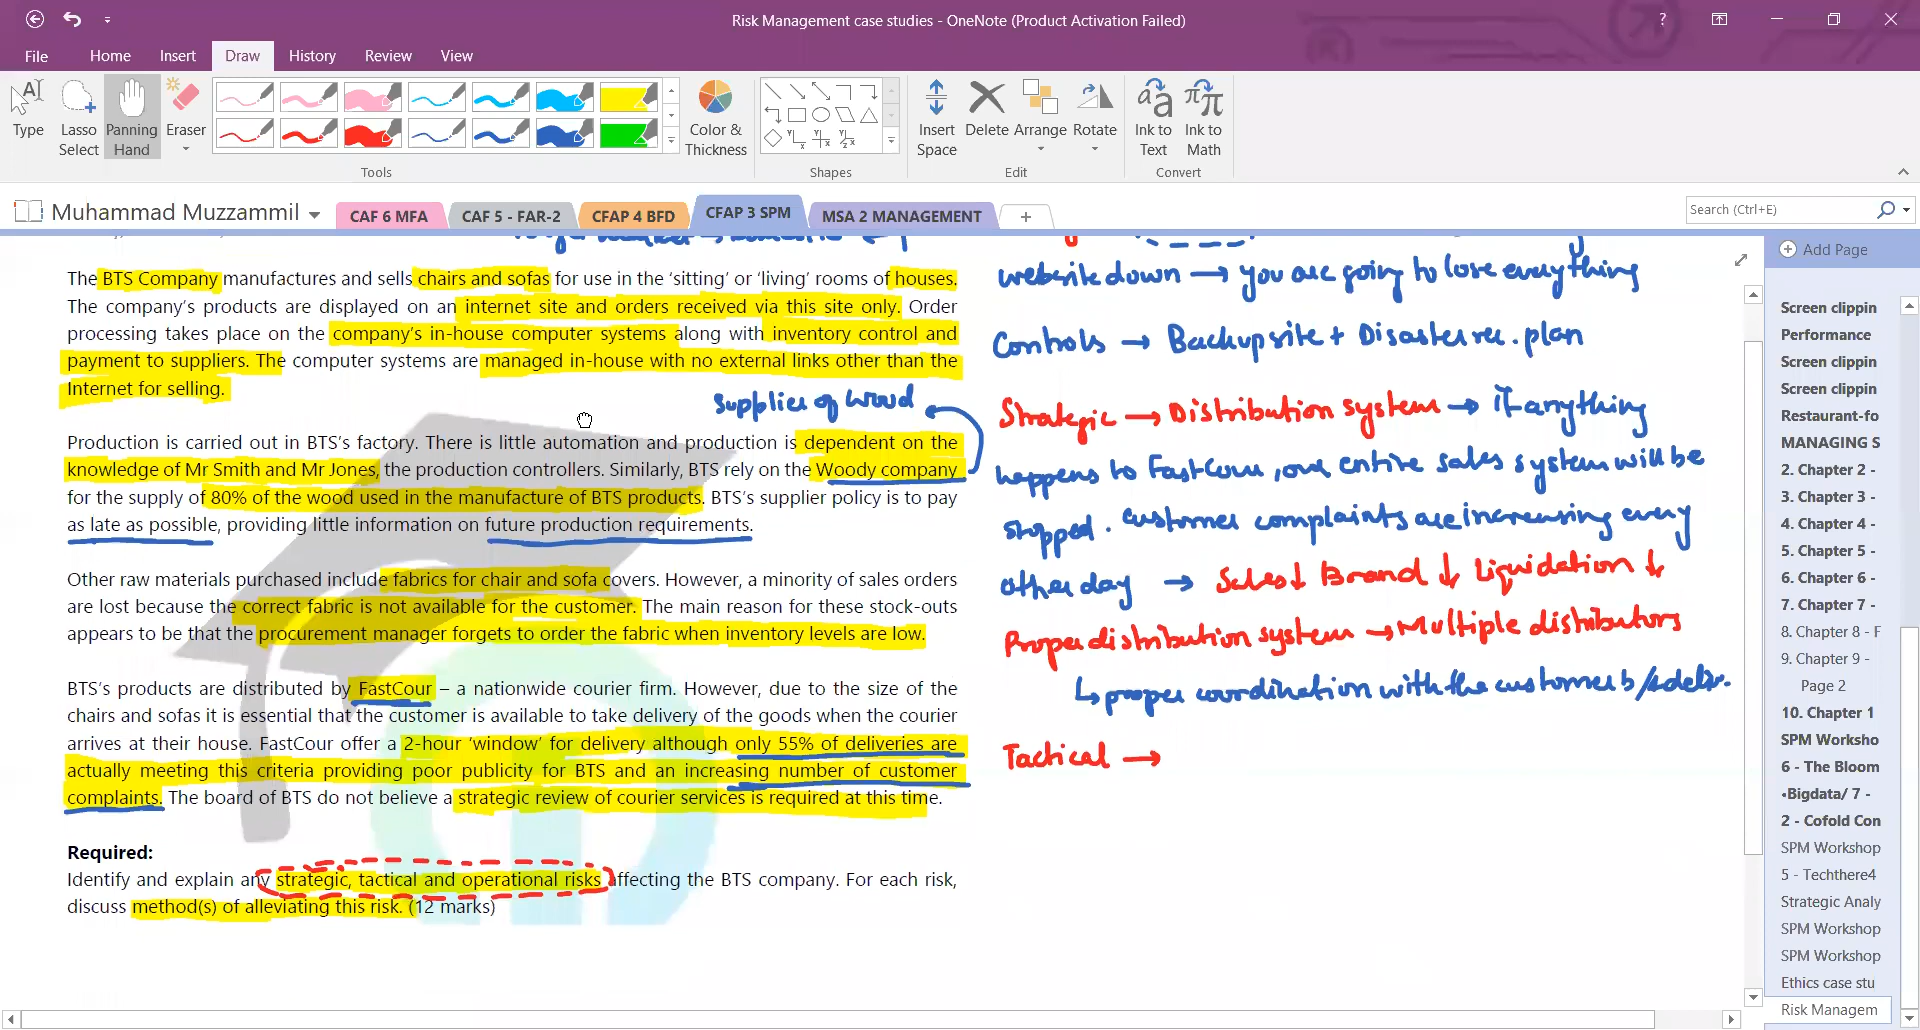 Risk Management case studies - OneNote (Product Activation Failed)
File Home Insert Draw History Review View
Type Lasso Select Panning Hand Eraser
Color & Thickness
Insert Space Delete Arrange Rotate
Ink to Text Ink to Math
Tools Shapes Edit Convert
Muhammad Muzzammil CAF 6 MFA CAF 5 - FAR-2 CFAP 4 BFD CFAP 3 SPM MSA 2 MANAGEMENT
Search (Ctrl+E)
The BTS Company manufactures and sells chairs and sofas for use in the ‘sitting’ or ‘living’ rooms of houses.
The company’s products are displayed on an internet site and orders received via this site only. Order
processing takes place on the company’s in-house computer systems along with inventory control and
payment to suppliers. The computer systems are managed in-house with no external links other than the
Internet for selling.
Supplier of wood
Production is carried out in BTS’s factory. There is little automation and production is dependent on the
knowledge of Mr Smith and Mr Jones, the production controllers. Similarly, BTS rely on the Woody company
for the supply of 80% of the wood used in the manufacture of BTS products. BTS’s supplier policy is to pay
as late as possible, providing little information on future production requirements.
Other raw materials purchased include fabrics for chair and sofa covers. However, a minority of sales orders
are lost because the correct fabric is not available for the customer. The main reason for these stock-outs
appears to be that the procurement manager forgets to order the fabric when inventory levels are low.
BTS’s products are distributed by FastCour – a nationwide courier firm. However, due to the size of the
chairs and sofas it is essential that the customer is available to take delivery of the goods when the courier
arrives at their house. FastCour offer a 2-hour ‘window’ for delivery although only 55% of deliveries are
actually meeting this criteria providing poor publicity for BTS and an increasing number of customer
complaints. The board of BTS do not believe a strategic review of courier services is required at this time.
Required:
Identify and explain any strategic, tactical and operational risks affecting the BTS company. For each risk,
discuss method(s) of alleviating this risk. (12 marks)
website down → you are going to lose everything
Controls → Backup site + Disaster rec. plan
Strategic → Distribution system → if anything
happens to FastCour, our entire sales system will be
stopped. Customer complaints are increasing every
other day → Sales↓ Brand↓ Liquidation↓
Proper distribution system → Multiple distributors
↳ proper coordination with the customer b/4 deliv.
Tactical →
Add Page
Screen clippin
Performance
Screen clippin
Screen clippin
Restaurant-fo
MANAGING S
2. Chapter 2 -
3. Chapter 3 -
4. Chapter 4 -
5. Chapter 5 -
6. Chapter 6 -
7. Chapter 7 -
8. Chapter 8 - F
9. Chapter 9 -
Page 2
10. Chapter 1
SPM Worksho
6 - The Bloom
•Bigdata/ 7 -
2 - Cofold Con
SPM Workshop
5 - Techthere4
Strategic Analy
SPM Workshop
SPM Workshop
Ethics case stu
Risk Managem